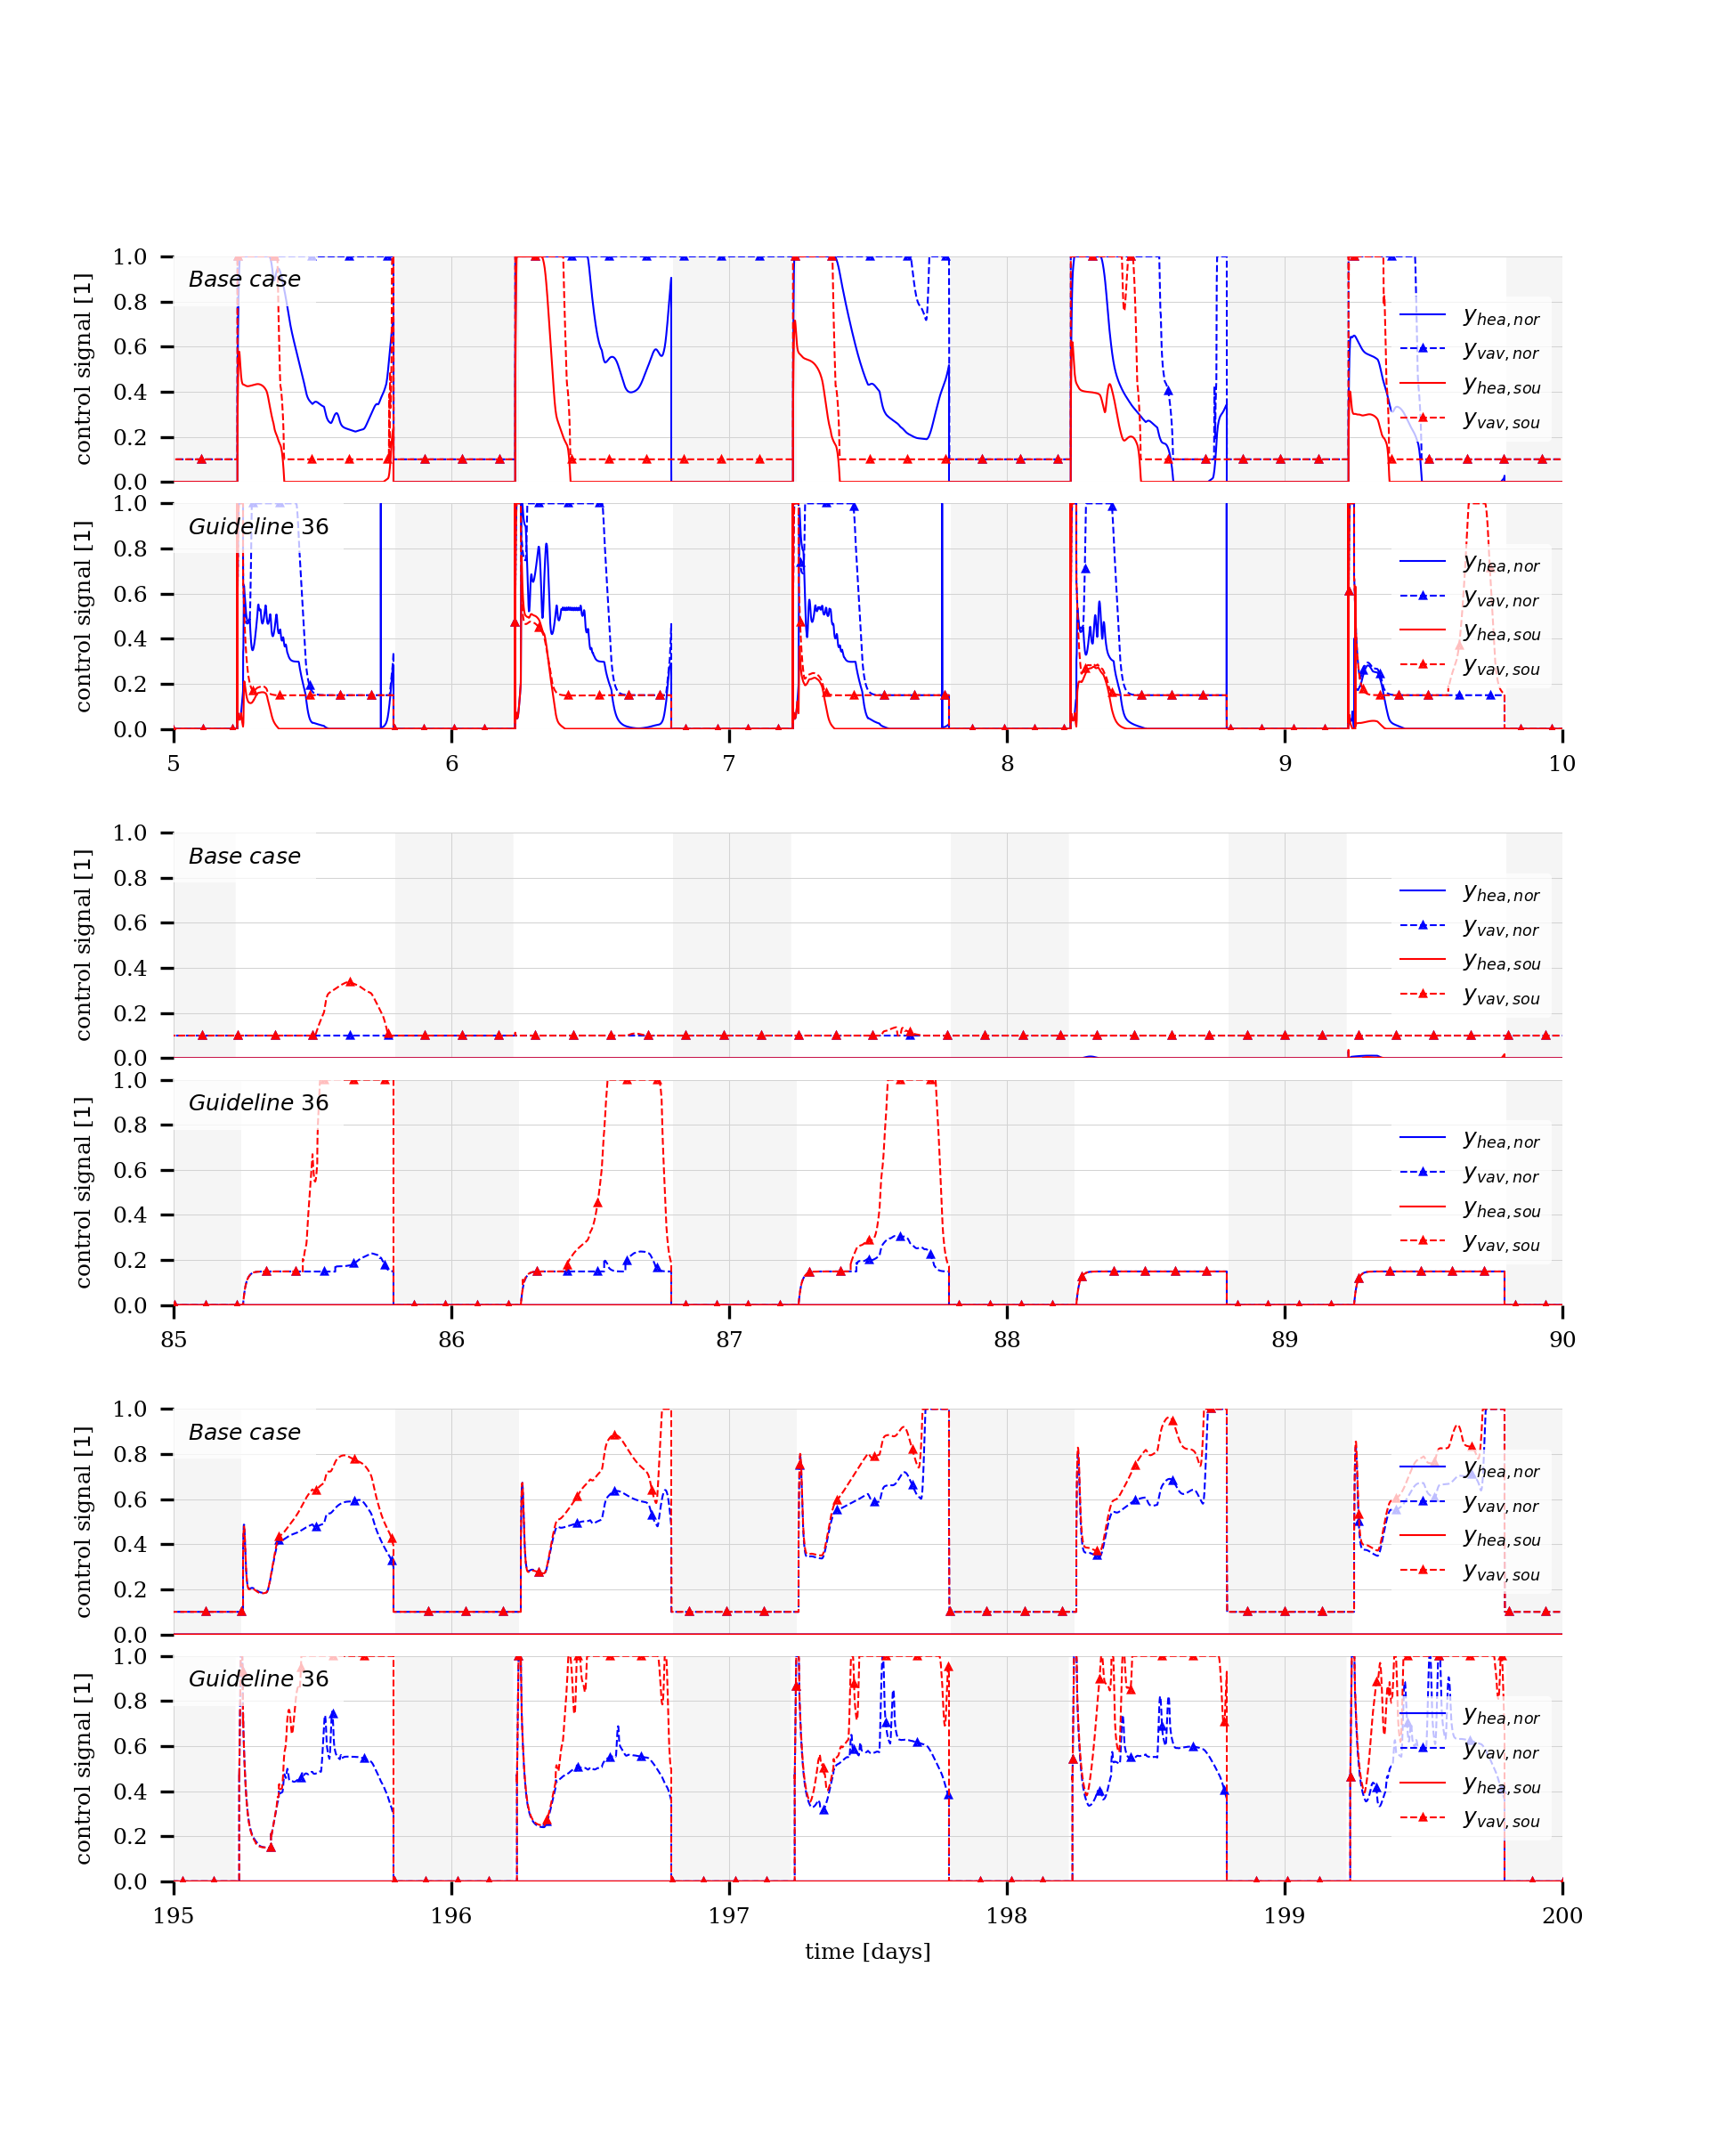 control signal [1]
1.0
0.8
0.6
0.4
0.2
0.0
Base case
y_hea,nor
y_vav,nor
y_hea,sou
y_vav,sou
control signal [1]
1.0
0.8
0.6
0.4
0.2
0.0
Guideline 36
y_hea,nor
y_vav,nor
y_hea,sou
y_vav,sou
5 6 7 8 9 10
control signal [1]
1.0
0.8
0.6
0.4
0.2
0.0
Base case
y_hea,nor
y_vav,nor
y_hea,sou
y_vav,sou
control signal [1]
1.0
0.8
0.6
0.4
0.2
0.0
Guideline 36
y_hea,nor
y_vav,nor
y_hea,sou
y_vav,sou
85 86 87 88 89 90
control signal [1]
1.0
0.8
0.6
0.4
0.2
0.0
Base case
y_hea,nor
y_vav,nor
y_hea,sou
y_vav,sou
control signal [1]
1.0
0.8
0.6
0.4
0.2
0.0
Guideline 36
y_hea,nor
y_vav,nor
y_hea,sou
y_vav,sou
195 196 197 198 199 200
time [days]